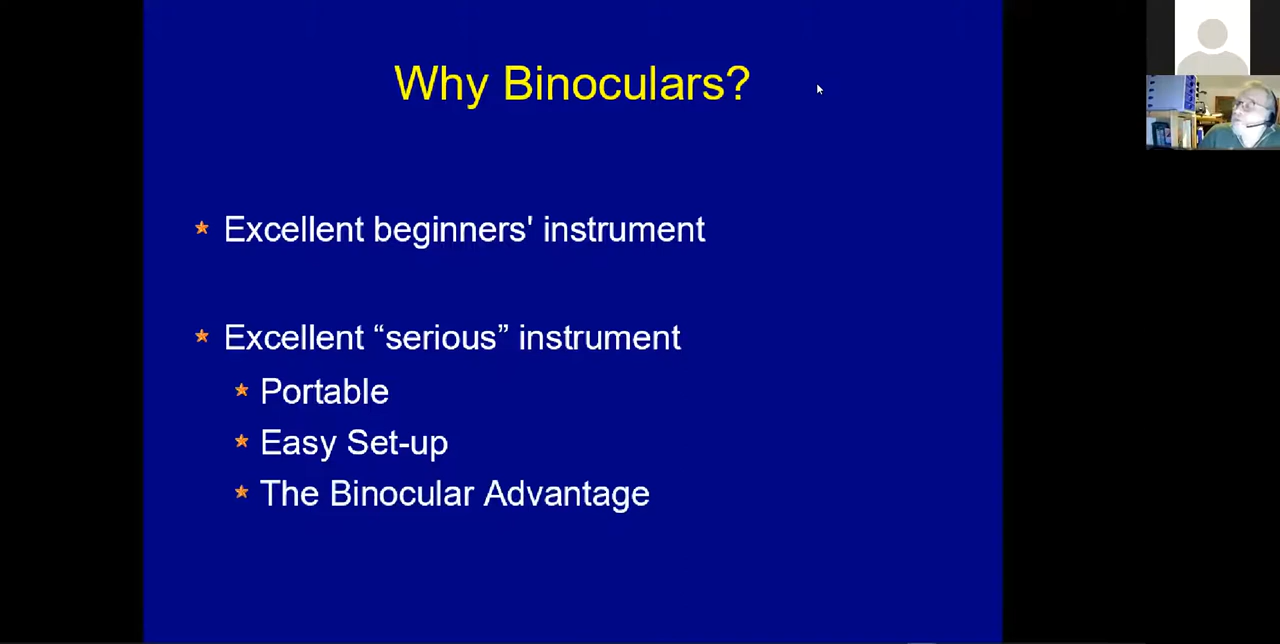 Why Binoculars?
Excellent beginners' instrument
Excellent “serious” instrument
Portable
Easy Set-up
The Binocular Advantage